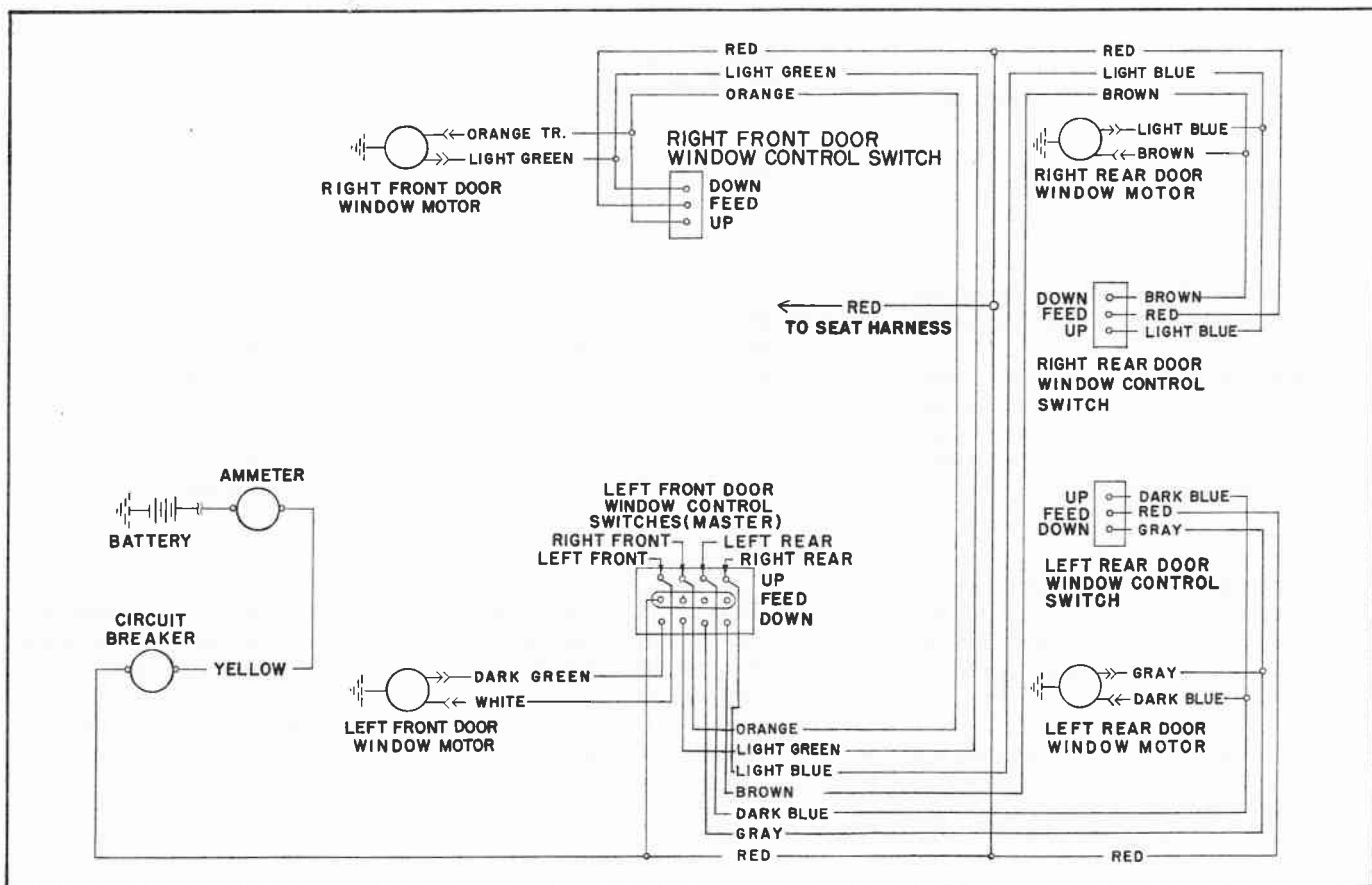 RED
RED
LIGHT GREEN
LIGHT BLUE
ORANGE
BROWN
ORANGE TR.
LIGHT GREEN
RIGHT FRONT DOOR
WINDOW MOTOR
RIGHT FRONT DOOR
WINDOW CONTROL SWITCH
DOWN
FEED
UP
LIGHT BLUE
BROWN
RIGHT REAR DOOR
WINDOW MOTOR
RED
TO SEAT HARNESS
DOWN
BROWN
FEED
RED
UP
LIGHT BLUE
RIGHT REAR DOOR
WINDOW CONTROL
SWITCH
AMMETER
BATTERY
CIRCUIT
BREAKER
YELLOW
LEFT FRONT DOOR
WINDOW CONTROL
SWITCHES(MASTER)
RIGHT FRONT
LEFT REAR
LEFT FRONT
RIGHT REAR
UP
FEED
DOWN
UP
DARK BLUE
FEED
RED
DOWN
GRAY
LEFT REAR DOOR
WINDOW CONTROL
SWITCH
DARK GREEN
WHITE
LEFT FRONT DOOR
WINDOW MOTOR
GRAY
DARK BLUE
LEFT REAR DOOR
WINDOW MOTOR
ORANGE
LIGHT GREEN
LIGHT BLUE
BROWN
DARK BLUE
GRAY
RED
RED